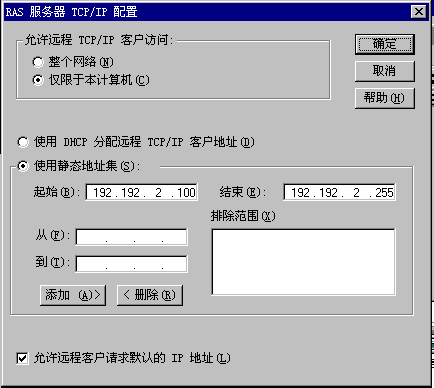 RAS 服务器 TCP/IP 配置
允许远程 TCP/IP 客户访问:
整个网络(N)
仅限于本计算机(C)
确定
取消
帮助(H)
使用 DHCP 分配远程 TCP/IP 客户地址(D)
使用静态地址集(S):
起始(B): 192.192. 2 .100 结束(E): 192.192. 2 .255
排除范围(X)
从(F): . . .
到(T): . . .
添加 (A)> < 删除(R)
允许远程客户请求默认的 IP 地址(L)